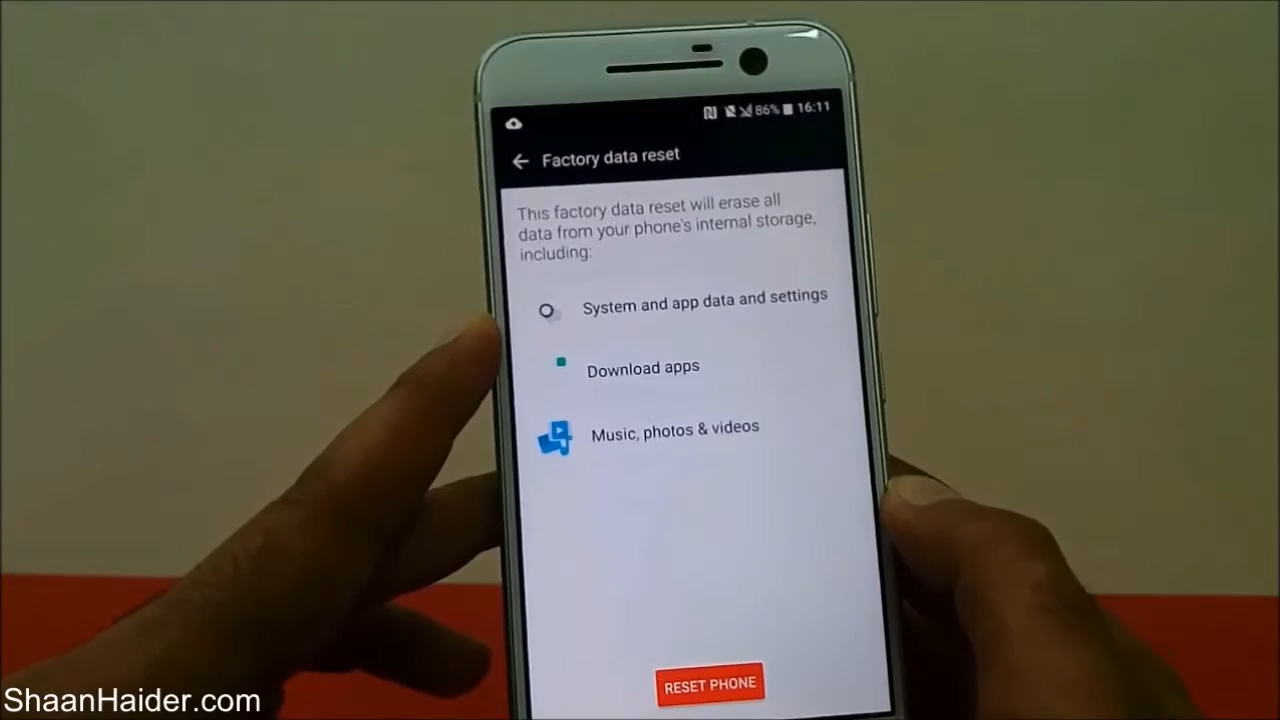 86% 16:11
Factory data reset
This factory data reset will erase all
data from your phone's internal storage,
including:
System and app data and settings
Download apps
Music, photos & videos
RESET PHONE
ShaanHaider.com